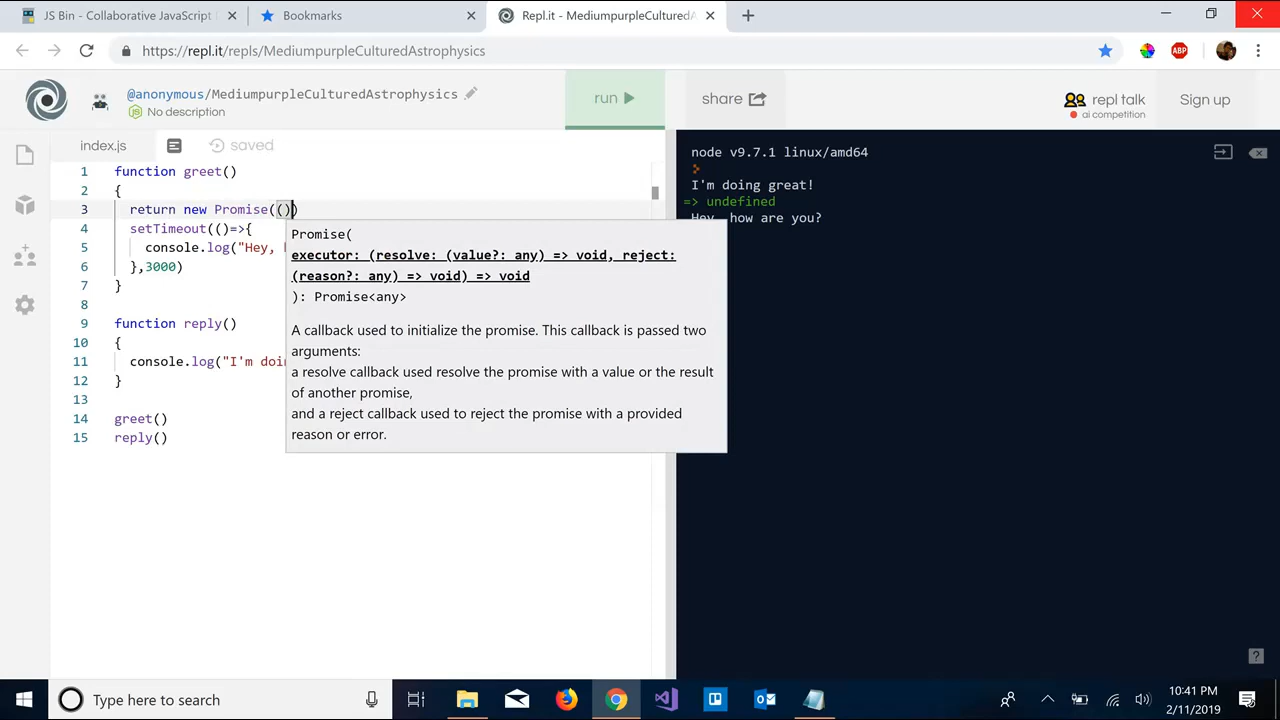 JS Bin - Collaborative JavaScript
Bookmarks
Repl.it - MediumpurpleCulturedA
https://repl.it/repls/MediumpurpleCulturedAstrophysics
ABP
@anonymous/MediumpurpleCulturedAstrophysics
No description
run
share
repl talk
ai competition
Sign up
index.js
saved
1 function greet()
2 {
3 return new Promise(())
4 setTimeout(()=>{
5 console.log("Hey,
6 },3000)
7 }
8
9 function reply()
10 {
11 console.log("I'm doi
12 }
13
14 greet()
15 reply()
Promise(
executor: (resolve: (value?: any) => void, reject:
(reason?: any) => void) => void
): Promise<any>
A callback used to initialize the promise. This callback is passed two
arguments:
a resolve callback used resolve the promise with a value or the result
of another promise,
and a reject callback used to reject the promise with a provided
reason or error.
node v9.7.1 linux/amd64
I'm doing great!
=> undefined
Hey, how are you?
?
Type here to search
10:41 PM
2/11/2019